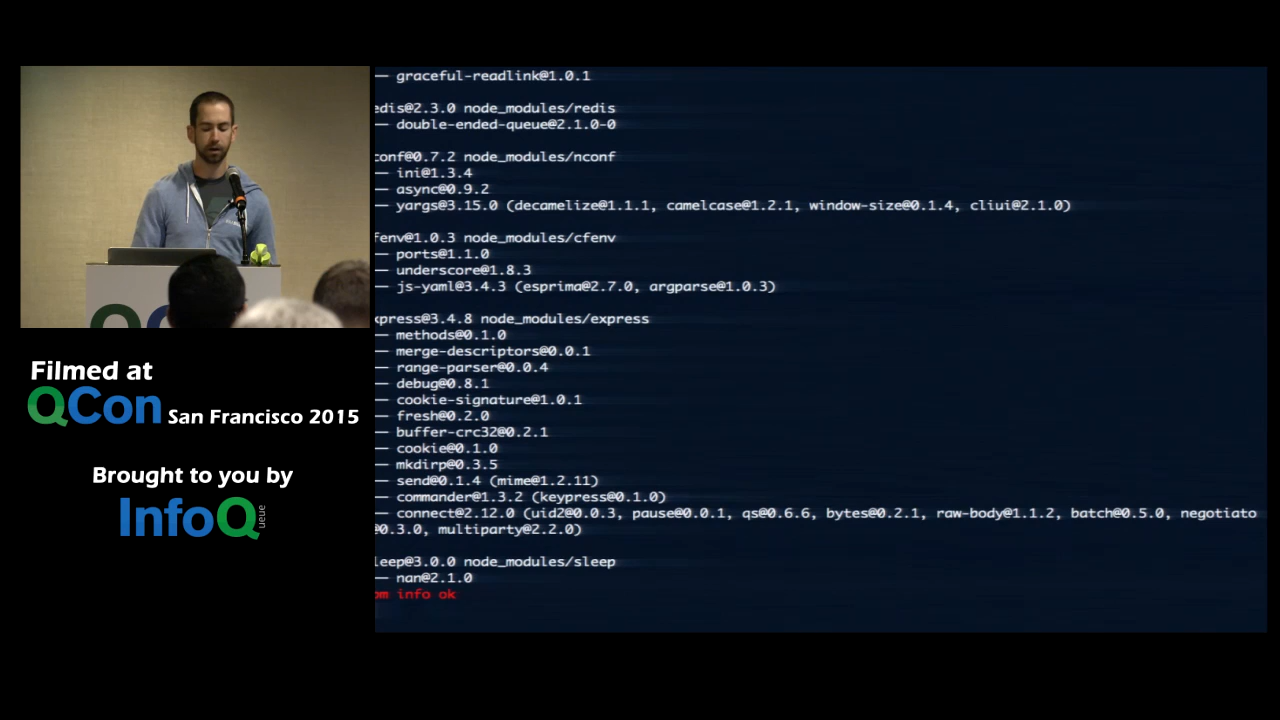 — graceful-readlink@1.0.1
edis@2.3.0 node_modules/redis
— double-ended-queue@2.1.0-0
conf@0.7.2 node_modules/nconf
— ini@1.3.4
— async@0.9.2
— yargs@3.15.0 (decamelize@1.1.1, camelcase@1.2.1, window-size@0.1.4, cliui@2.1.0)
fenv@1.0.3 node_modules/cfenv
— ports@1.1.0
— underscore@1.8.3
— js-yaml@3.4.3 (esprima@2.7.0, argparse@1.0.3)
xpress@3.4.8 node_modules/express
— methods@0.1.0
— merge-descriptors@0.0.1
— range-parser@0.0.4
— debug@0.8.1
— cookie-signature@1.0.1
— fresh@0.2.0
— buffer-crc32@0.2.1
— cookie@0.1.0
— mkdirp@0.3.5
— send@0.1.4 (mime@1.2.11)
— commander@1.3.2 (keypress@0.1.0)
— connect@2.12.0 (uid2@0.0.3, pause@0.0.1, qs@0.6.6, bytes@0.2.1, raw-body@1.1.2, batch@0.5.0, negotiato
@0.3.0, multiparty@2.2.0)
leep@3.0.0 node_modules/sleep
— nan@2.1.0
pm info ok
Filmed at
QCon San Francisco 2015
Brought to you by
InfoQ
ueue